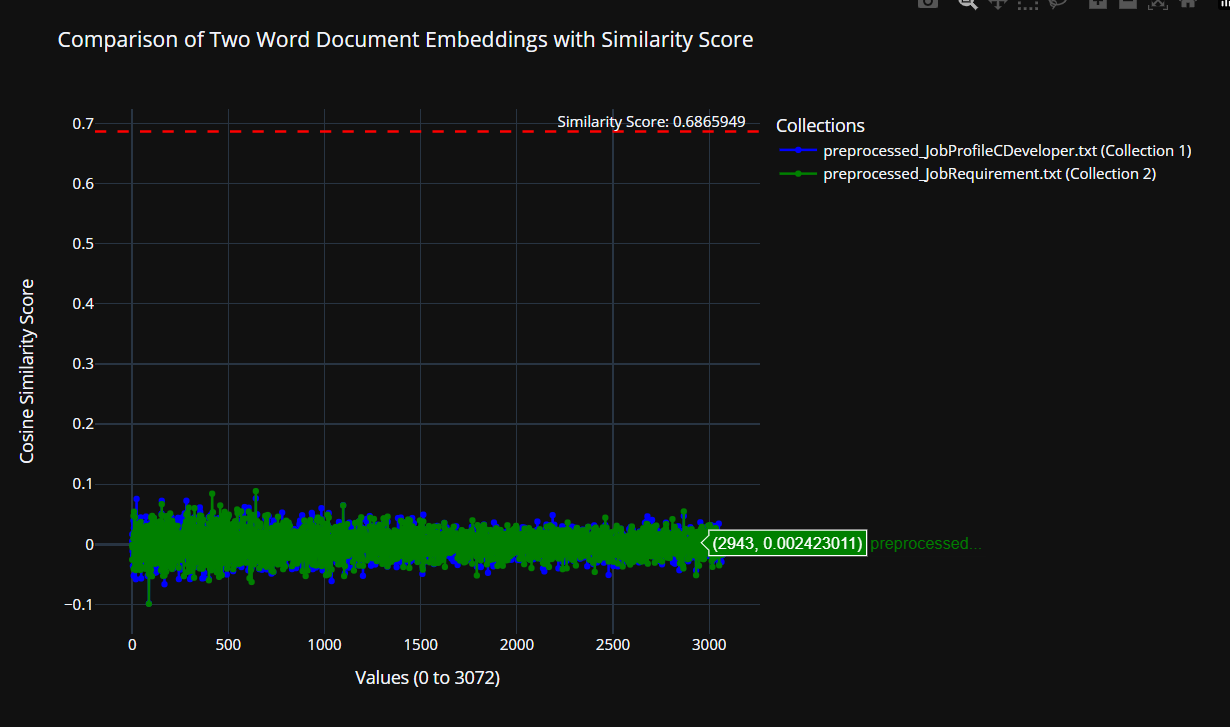 Comparison of Two Word Document Embeddings with Similarity Score
0.7
0.6
0.5
0.4
0.3
0.2
0.1
0
−0.1
Cosine Similarity Score
Similarity Score: 0.6865949
Collections
preprocessed_JobProfileCDeveloper.txt (Collection 1)
preprocessed_JobRequirement.txt (Collection 2)
(2943, 0.002423011) preprocessed...
0 500 1000 1500 2000 2500 3000
Values (0 to 3072)